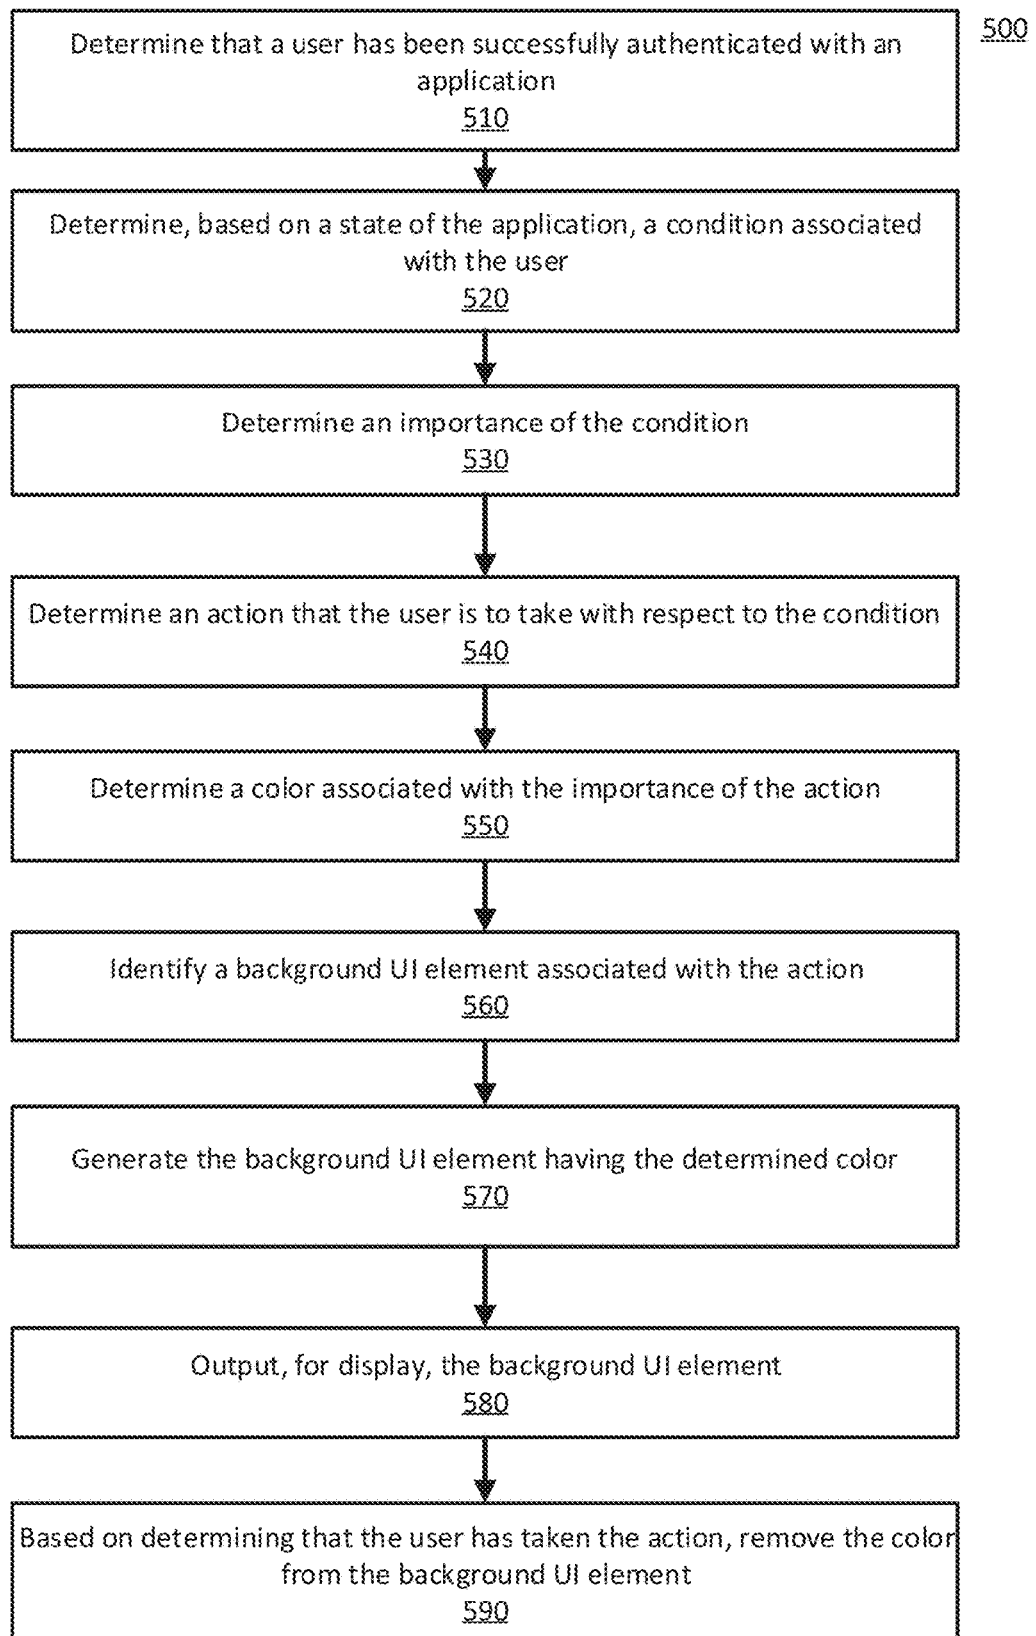 500
Determine that a user has been successfully authenticated with an
application
510
Determine, based on a state of the application, a condition associated
with the user
520
Determine an importance of the condition
530
Determine an action that the user is to take with respect to the condition
540
Determine a color associated with the importance of the action
550
Identify a background UI element associated with the action
560
Generate the background UI element having the determined color
570
Output, for display, the background UI element
580
Based on determining that the user has taken the action, remove the color
from the background UI element
590